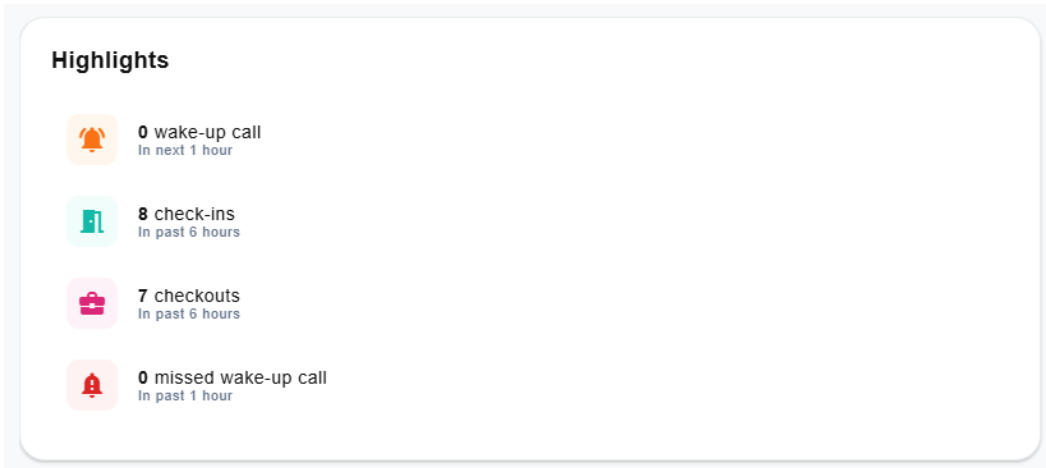 Highlights
0 wake-up call
In next 1 hour
8 check-ins
In past 6 hours
7 checkouts
In past 6 hours
0 missed wake-up call
In past 1 hour